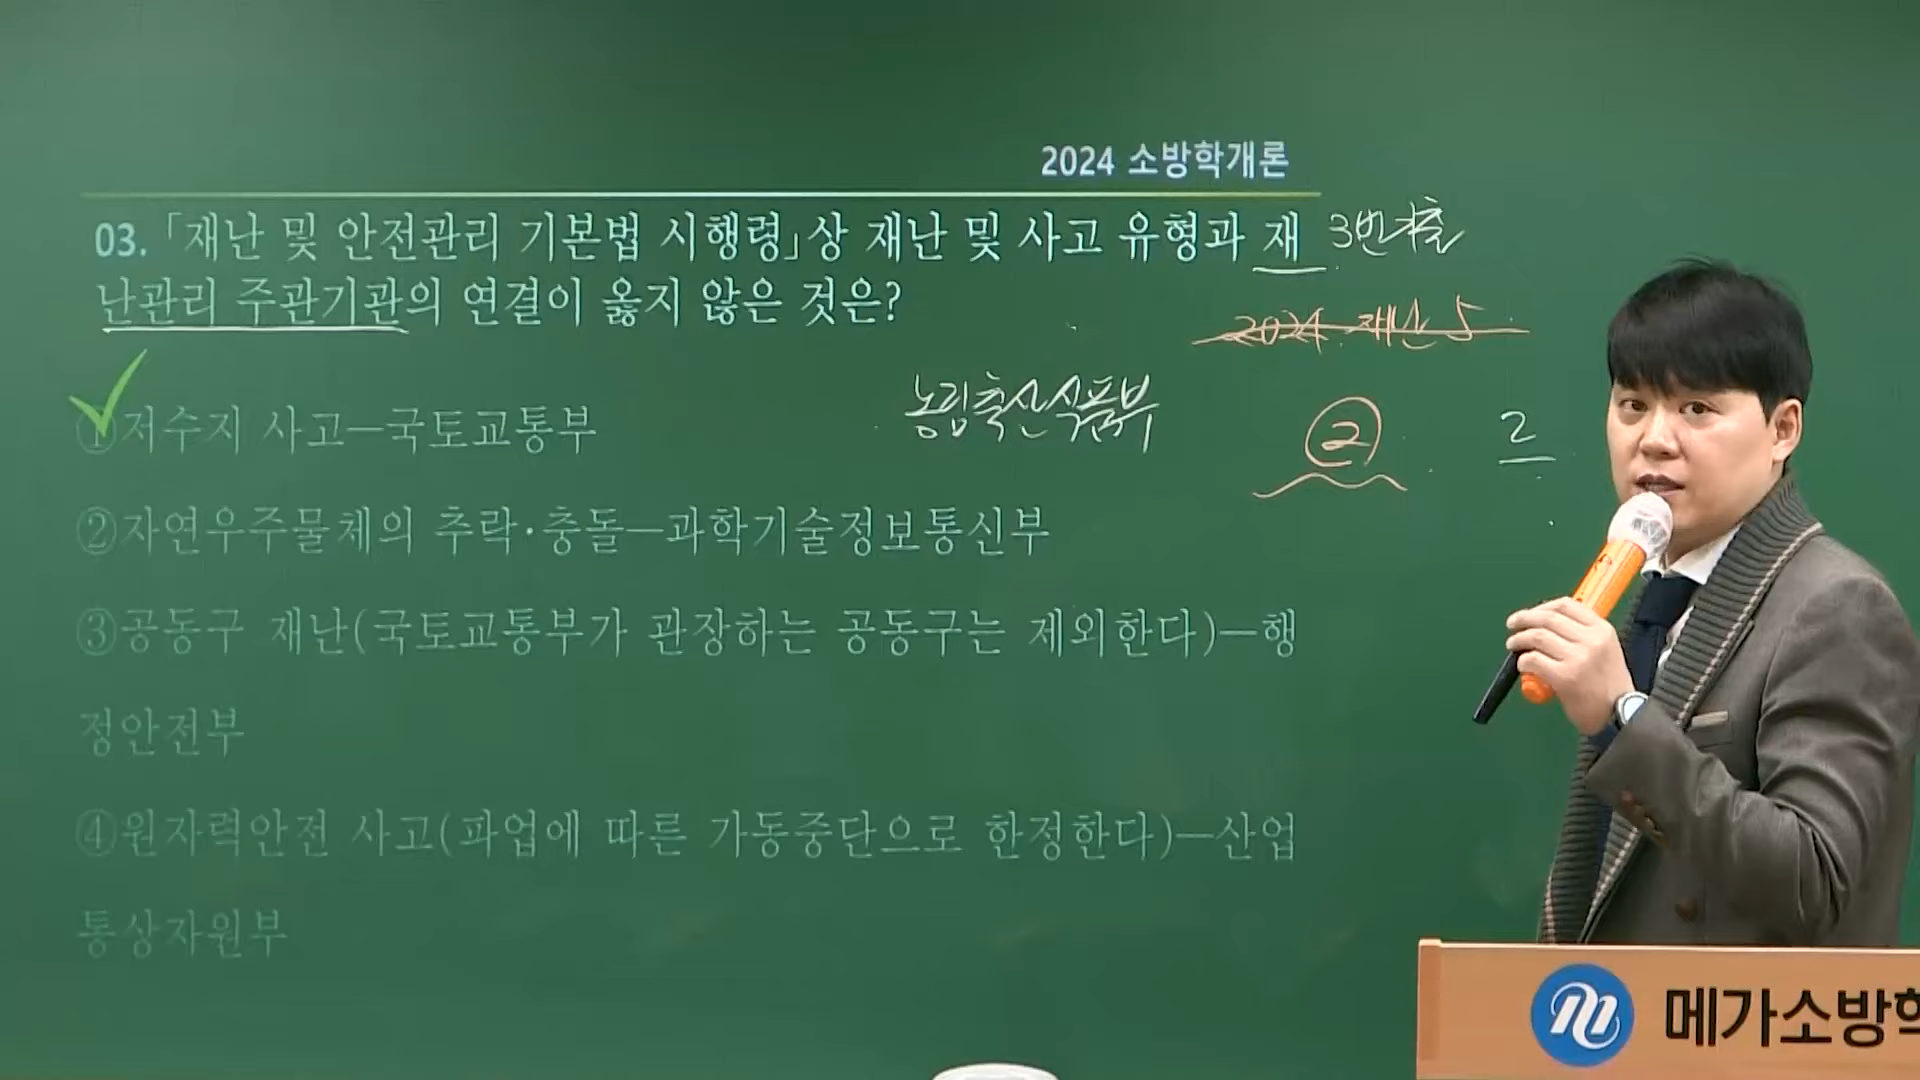 2024 소방학개론
03. 「재난 및 안전관리 기본법 시행령」상 재난 및 사고 유형과 재
난관리 주관기관의 연결이 옳지 않은 것은?
3번
2024 재난 5
농림축산식품부
② 2
①저수지 사고─국토교통부
②자연우주물체의 추락·충돌─과학기술정보통신부
③공동구 재난(국토교통부가 관장하는 공동구는 제외한다)─행
정안전부
④원자력안전 사고(파업에 따른 가동중단으로 한정한다)─산업
통상자원부
메가소방학